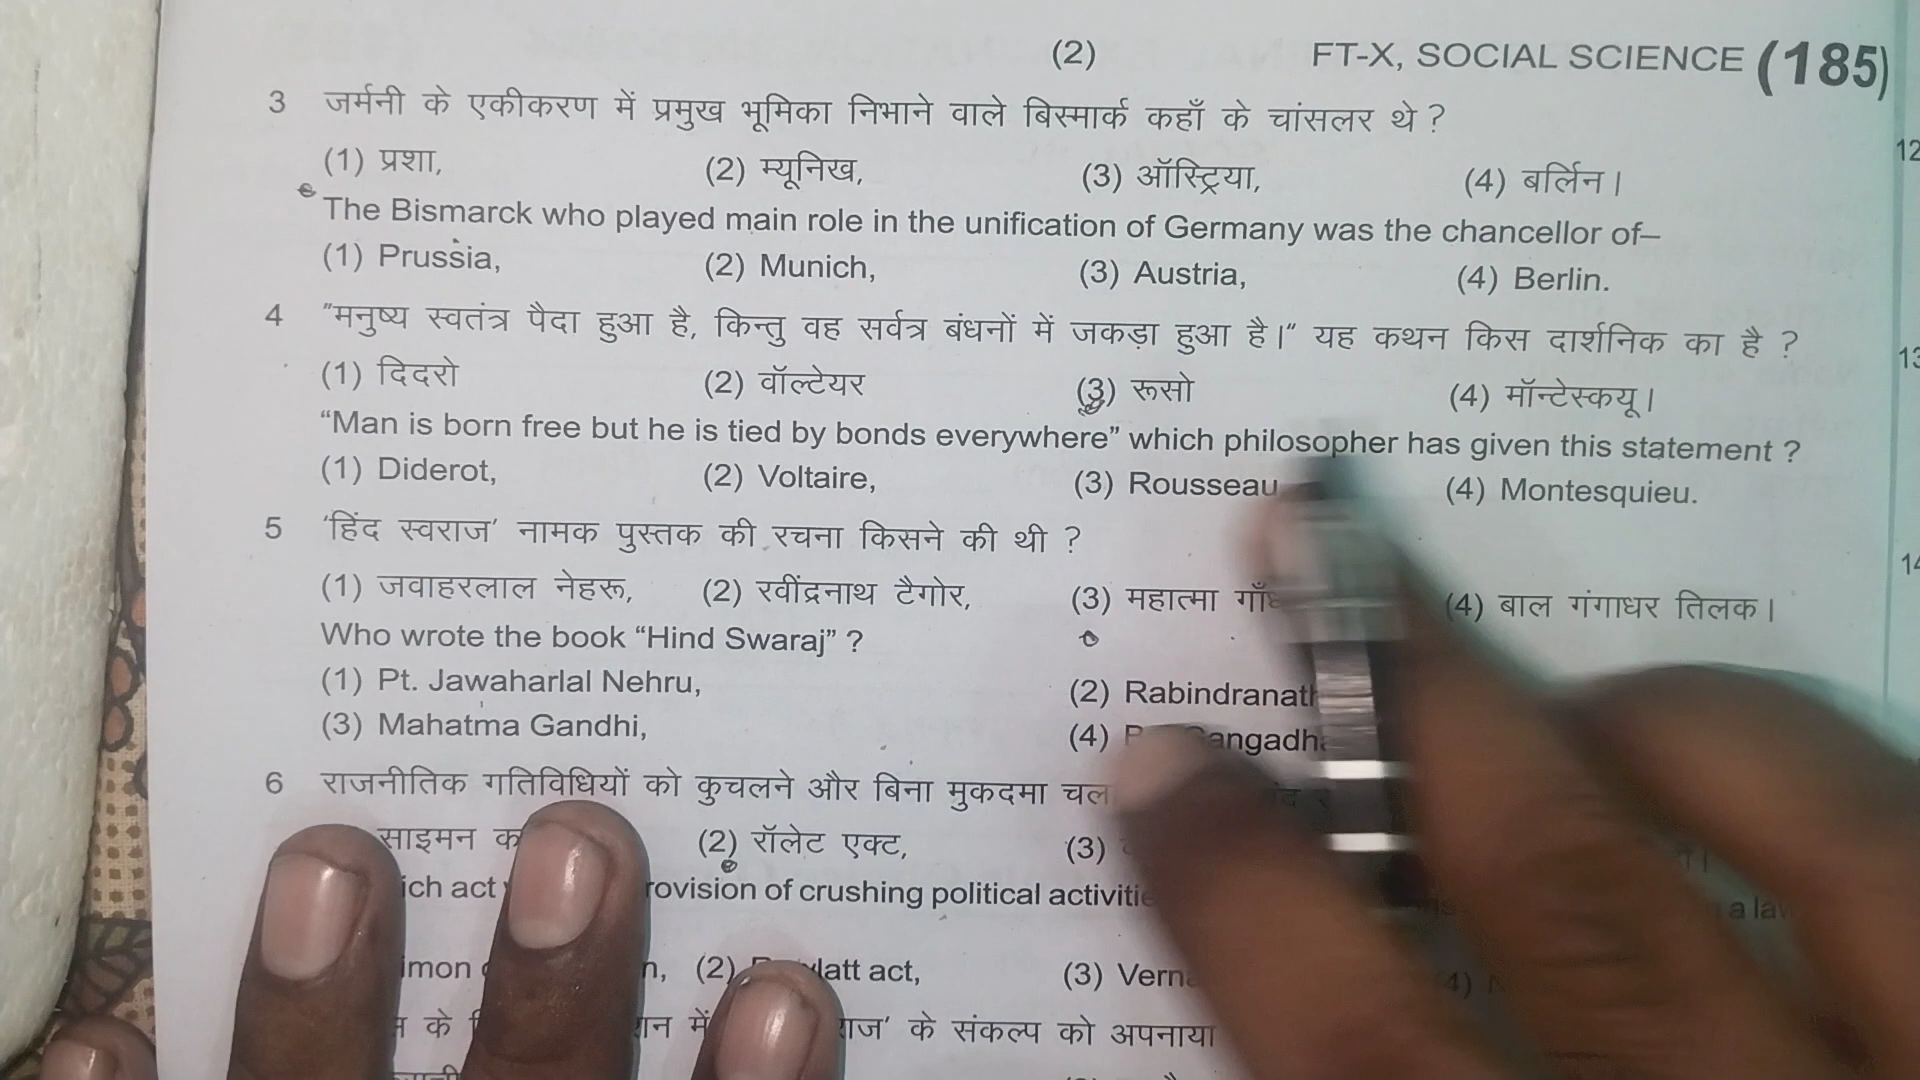 (2) FT-X, SOCIAL SCIENCE (185)
3 जर्मनी के एकीकरण में प्रमुख भूमिका निभाने वाले बिस्मार्क कहाँ के चांसलर थे ?
(1) प्रशा, (2) म्यूनिख, (3) ऑस्ट्रिया, (4) बर्लिन।
The Bismarck who played main role in the unification of Germany was the chancellor of–
(1) Prussia, (2) Munich, (3) Austria, (4) Berlin.
4 "मनुष्य स्वतंत्र पैदा हुआ है, किन्तु वह सर्वत्र बंधनों में जकड़ा हुआ है।" यह कथन किस दार्शनिक का है ?
(1) दिदरो (2) वॉल्टेयर (3) रूसो (4) मॉन्टेस्क्यू।
“Man is born free but he is tied by bonds everywhere” which philosopher has given this statement ?
(1) Diderot, (2) Voltaire, (3) Rousseau (4) Montesquieu.
5 'हिंद स्वराज' नामक पुस्तक की रचना किसने की थी ?
(1) जवाहरलाल नेहरू, (2) रवींद्रनाथ टैगोर, (3) महात्मा (4) बाल गंगाधर तिलक।
Who wrote the book “Hind Swaraj” ?
(1) Pt. Jawaharlal Nehru, (2) Rabindranath
(3) Mahatma Gandhi, (4)
6 राजनीतिक गतिविधियों को कुचलने और बिना मुकदमा
साइमन (2) रॉलेट एक्ट, (3)
act provision of crushing political a
(2) act, (3)
के में के संकल्प को अपनाया
12
13
14